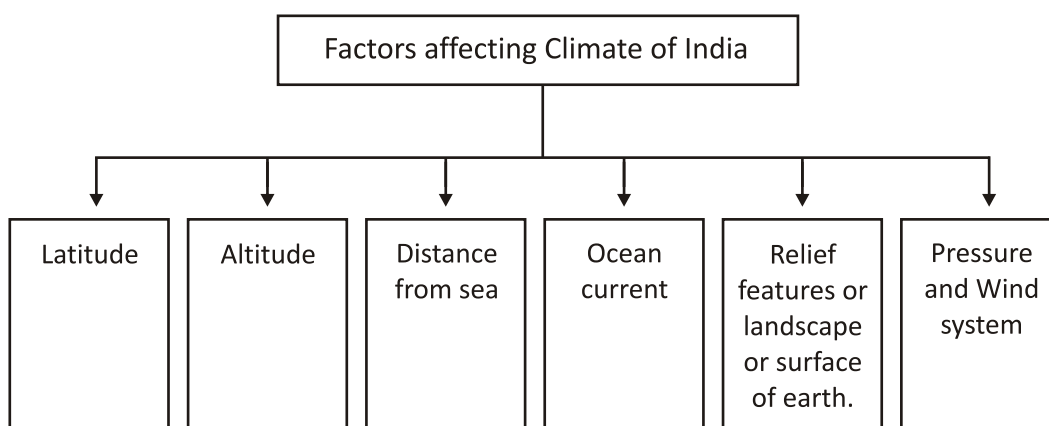 Factors affecting Climate of India
Latitude
Altitude
Distance
from sea
Ocean
current
Relief
features or
landscape
or surface
of earth.
Pressure
and Wind
system